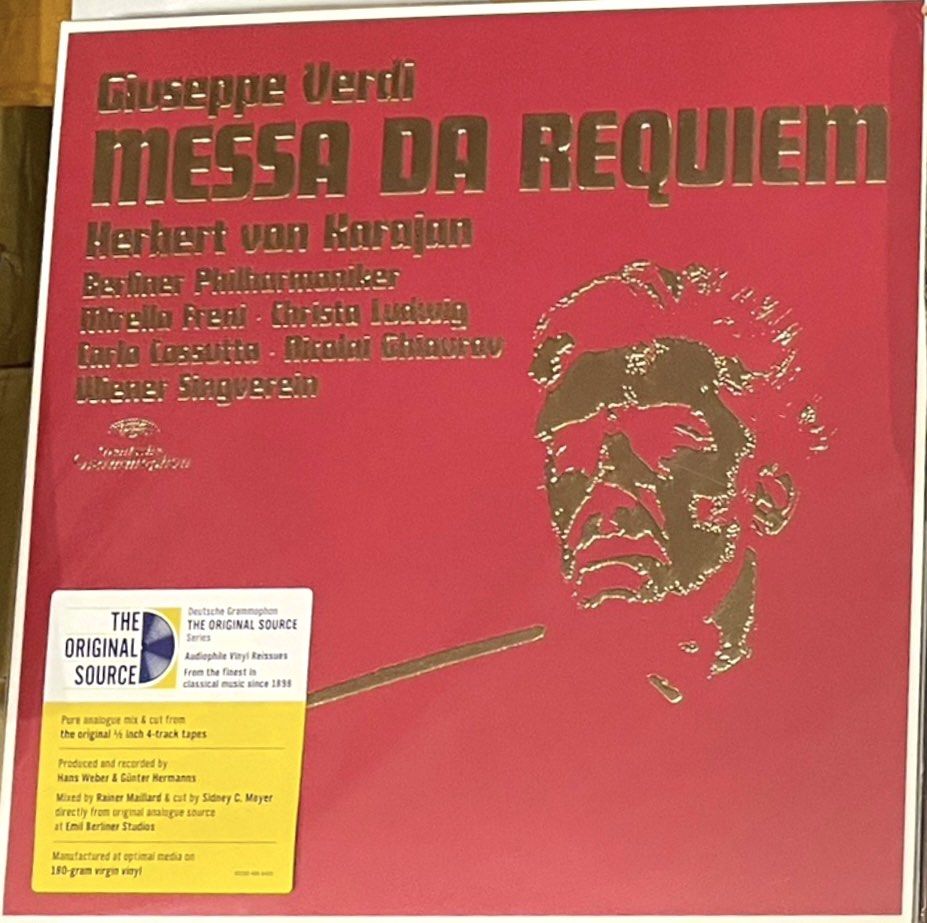 Giuseppe Verdi
MESSA DA REQUIEM
Herbert von Karajan
Berliner Philharmoniker
Mirella Freni · Christa Ludwig
Carlo Cossutta · Nicolai Ghiaurov
Wiener Singverein
Deutsche
Grammophon
THE
ORIGINAL
SOURCE
Deutsche Grammophon
THE ORIGINAL SOURCE
Series
Audiophile Vinyl Reissues
From the finest in
classical music since 1898
Pure analogue mix & cut from
the original ½ inch 4-track tapes
Produced and recorded by
Hans Weber & Günter Hermanns
Mixed by Rainer Maillard & cut by Sidney C. Meyer
directly from original analogue source
at Emil Berliner Studios
Manufactured at optimal media on
180-gram virgin vinyl